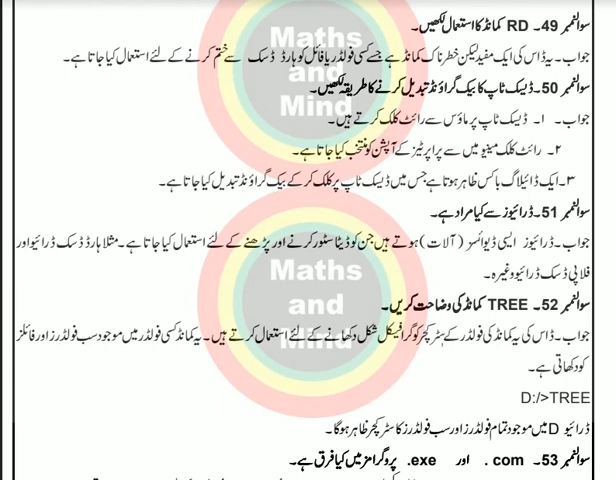 سوالنمبر 49۔ RD کمانڈ کا استعمال لکھیں۔
جواب۔ یہ ڈاس کی ایک مفید لیکن خطرناک کمانڈ ہے جسے کسی فولڈر یا فائل کو ہارڈ ڈسک سے ختم کرنے کے لئے استعمال کیا جاتا ہے۔
سوالنمبر 50۔ ڈیسک ٹاپ کا بیک گراؤنڈ تبدیل کرنے کا طریقہ لکھیں۔
جواب۔ ۱۔ ڈیسک ٹاپ پر ماؤس سے رائٹ کلک کرتے ہیں۔
۲۔ رائٹ کلک مینیو میں سے پراپرٹیز کے آپشن کو منتخب کیا جاتا ہے۔
۳۔ ایک ڈائیلاگ باکس ظاہر ہوتا ہے جس میں ڈیسک ٹاپ پر کلک کر کے بیک گراؤنڈ تبدیل کیا جاتا ہے۔
سوالنمبر 51۔ ڈرائیوز سے کیا مراد ہے۔
جواب۔ ڈرائیوز ایسی ڈیوائسز (آلات) ہوتے ہیں جن کو ڈیٹا سٹور کرنے اور پڑھنے کے لئے استعمال کیا جاتا ہے۔ مثلا ہارڈ ڈسک ڈرائیو اور
فلاپی ڈسک ڈرائیو وغیرہ۔
سوالنمبر 52۔ TREE کمانڈ کی وضاحت کریں۔
جواب۔ ڈاس کی یہ کمانڈ کی فولڈر کے سٹرکچر کو گرافیکل شکل دکھانے کے لئے استعمال کرتے ہیں۔ یہ کمانڈ کسی فولڈر میں موجود سب فولڈرز اور فائلز
کو دکھاتی ہے۔
D:/>TREE
ڈرائیو D میں موجود تمام فولڈرز اور سب فولڈرز کا سٹرکچر ظاہر ہوگا۔
سوالنمبر 53۔ com . اور exe. پروگرامز میں کیا فرق ہے۔
Maths
and
Mind
Maths
and
Mind